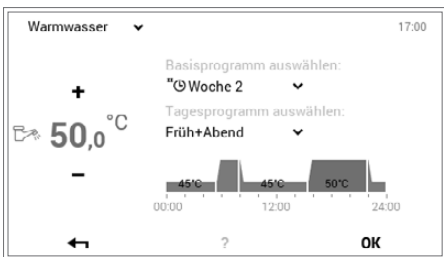 Warmwasser
17:00
Basisprogramm auswählen:
Woche 2
+
Tagesprogramm auswählen:
50,0°C
Früh+Abend
−
45°C 45°C 50°C
00:00 12:00 24:00
? OK